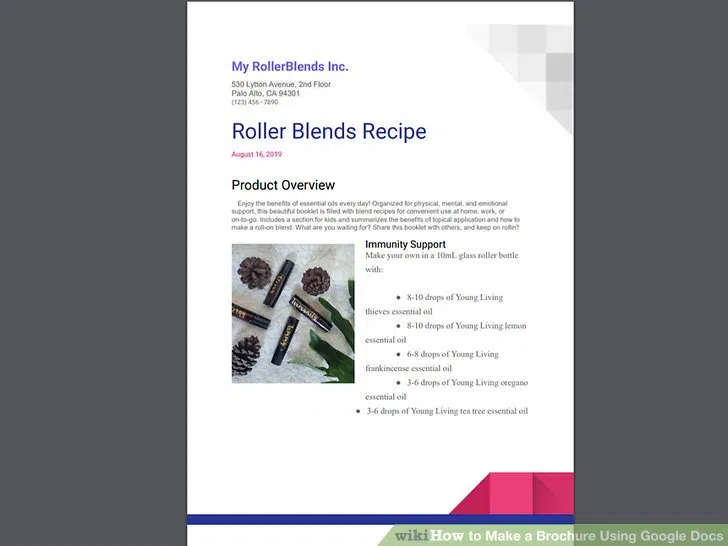 My RollerBlends Inc.
530 Lytton Avenue, 2nd Floor
Palo Alto, CA 94301
(123) 456 - 7890
Roller Blends Recipe
August 16, 2019
Product Overview
Enjoy the benefits of essential oils every day! Organized for physical, mental, and emotional
support, this beautiful booklet is filled with blend recipes for convenient use at home, work, or
on-to-go. Includes a section for kids and summarizes the benefits of topical application and how to
make a roll-on blend. What are you waiting for? Share this booklet with others, and keep on rollin'!
Immunity Support
Make your own in a 10mL glass roller bottle
with:
● 8-10 drops of Young Living
thieves essential oil
● 8-10 drops of Young Living lemon
essential oil
● 6-8 drops of Young Living
frankincense essential oil
● 3-6 drops of Young Living oregano
essential oil
● 3-6 drops of Young Living tea tree essential oil
wikiHow to Make a Brochure Using Google Docs